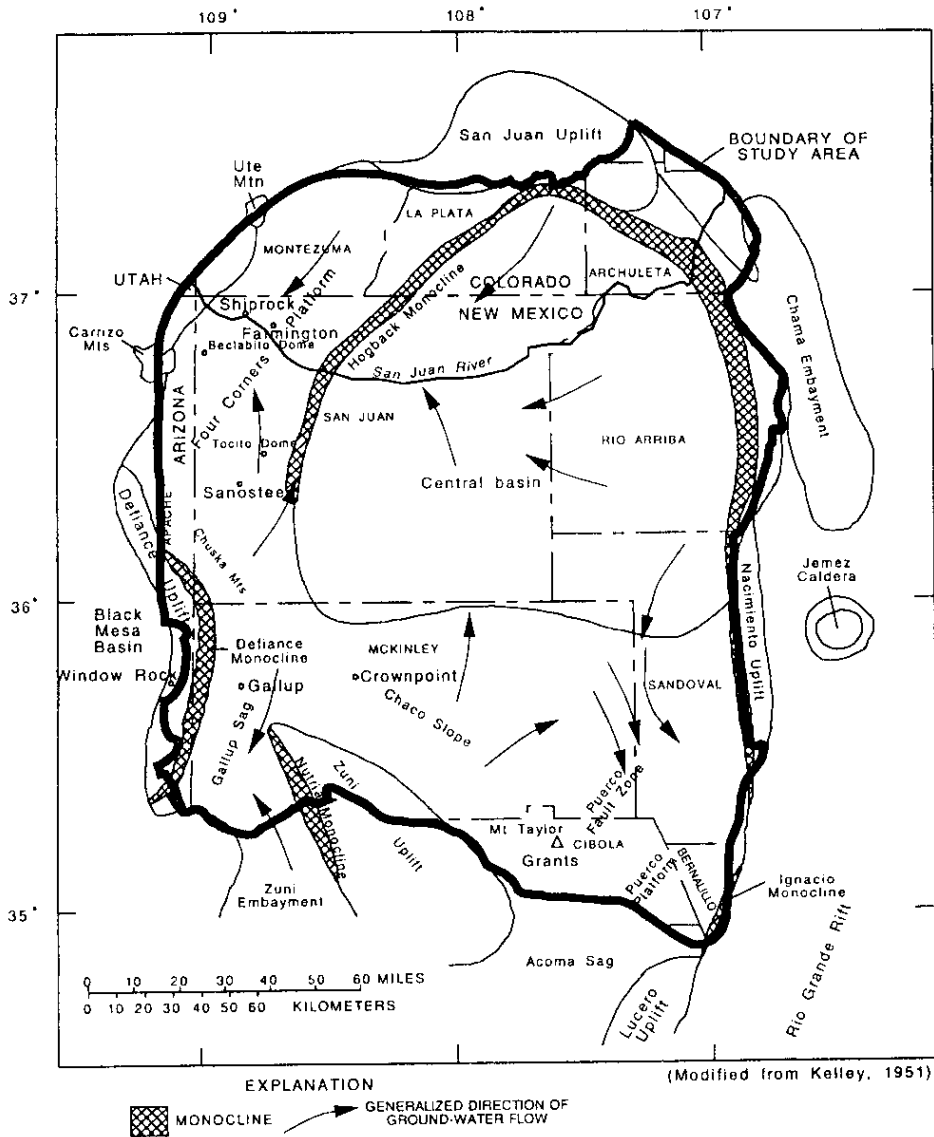 109°
108°
107°
San Juan Uplift
BOUNDARY OF
STUDY AREA
Ute
Mtn
LA PLATA
MONTEZUMA
UTAH
COLORADO
ARCHULETA
37°
Shiprock
NEW MEXICO
Farmington
Carrizo
Mts
Beclabito Dome
Four Corners Platform
Hogback Monocline
San Juan River
Chama Embayment
ARIZONA
SAN JUAN
RIO ARRIBA
Tocito Dome
Central basin
Sanostee
Defiance
Uplift
APACHE
Chuska Mts
Jemez
Caldera
36°
Nacimiento Uplift
Black
Mesa
Basin
Defiance
Monocline
MCKINLEY
Window Rock
Gallup
Crownpoint
SANDOVAL
Chaco Slope
Gallup Sag
Nutria Monocline
Zuni
Uplift
Puerco
Fault Zone
Mt Taylor
CIBOLA
Grants
BERNALILLO
Puerco
Platform
Ignacio
Monocline
Zuni
Embayment
35°
Acoma Sag
Lucero
Uplift
Rio Grande Rift
0 10 20 30 40 50 60 MILES
0 10 20 30 40 50 60 KILOMETERS
(Modified from Kelley, 1951)
EXPLANATION
MONOCLINE
GENERALIZED DIRECTION OF
GROUND-WATER FLOW